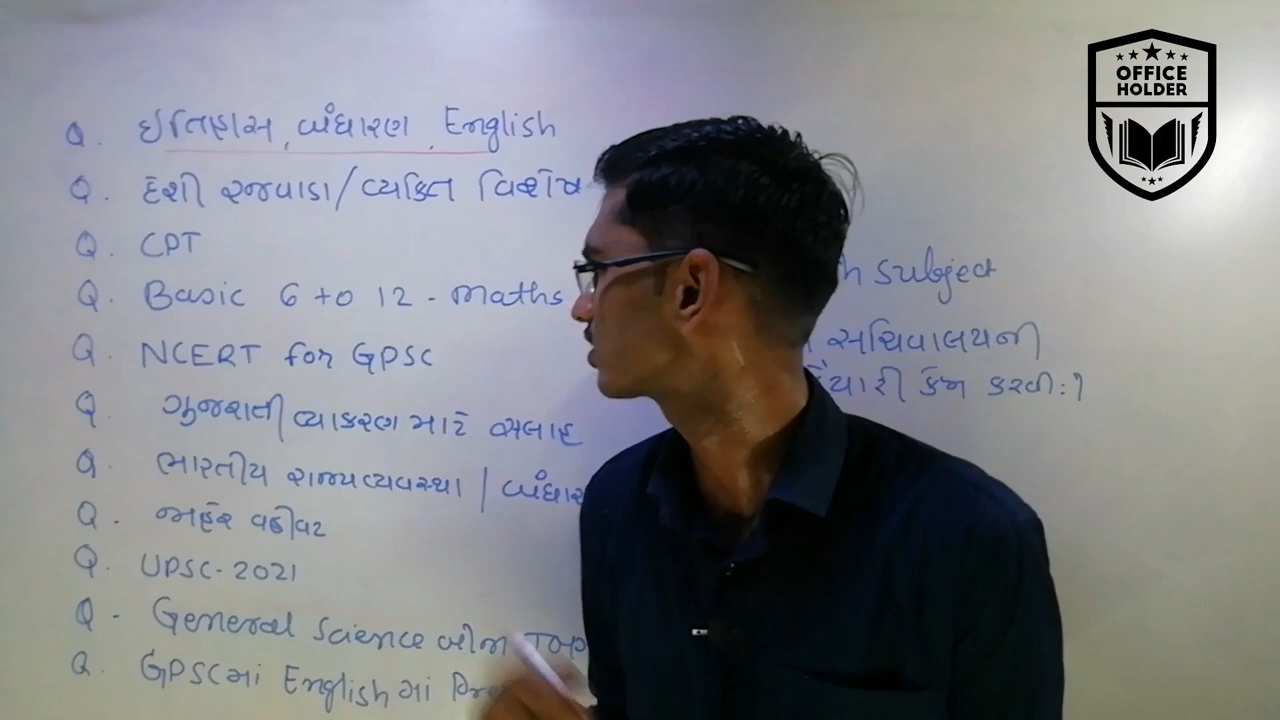 Q. ઇતિહાસ, બંધારણ, English
Q. દેશી રજવાડા/વ્યક્તિ વિશેષ
Q. CPT
Q. Basic 6 to 12 - maths
Q. NCERT for GPSC
Q ગુજરાતી વ્યાકરણ માટે સલાહ
Q. ભારતીય રાજ્યવ્યવસ્થા |
Q. જાહેર વહીવટ
Q. UPSC-2021
Q. General Science
Q. GPSCમાં Englishમાં
subject
સચિવાલયની
કેમ કરવી:?
OFFICE
HOLDER